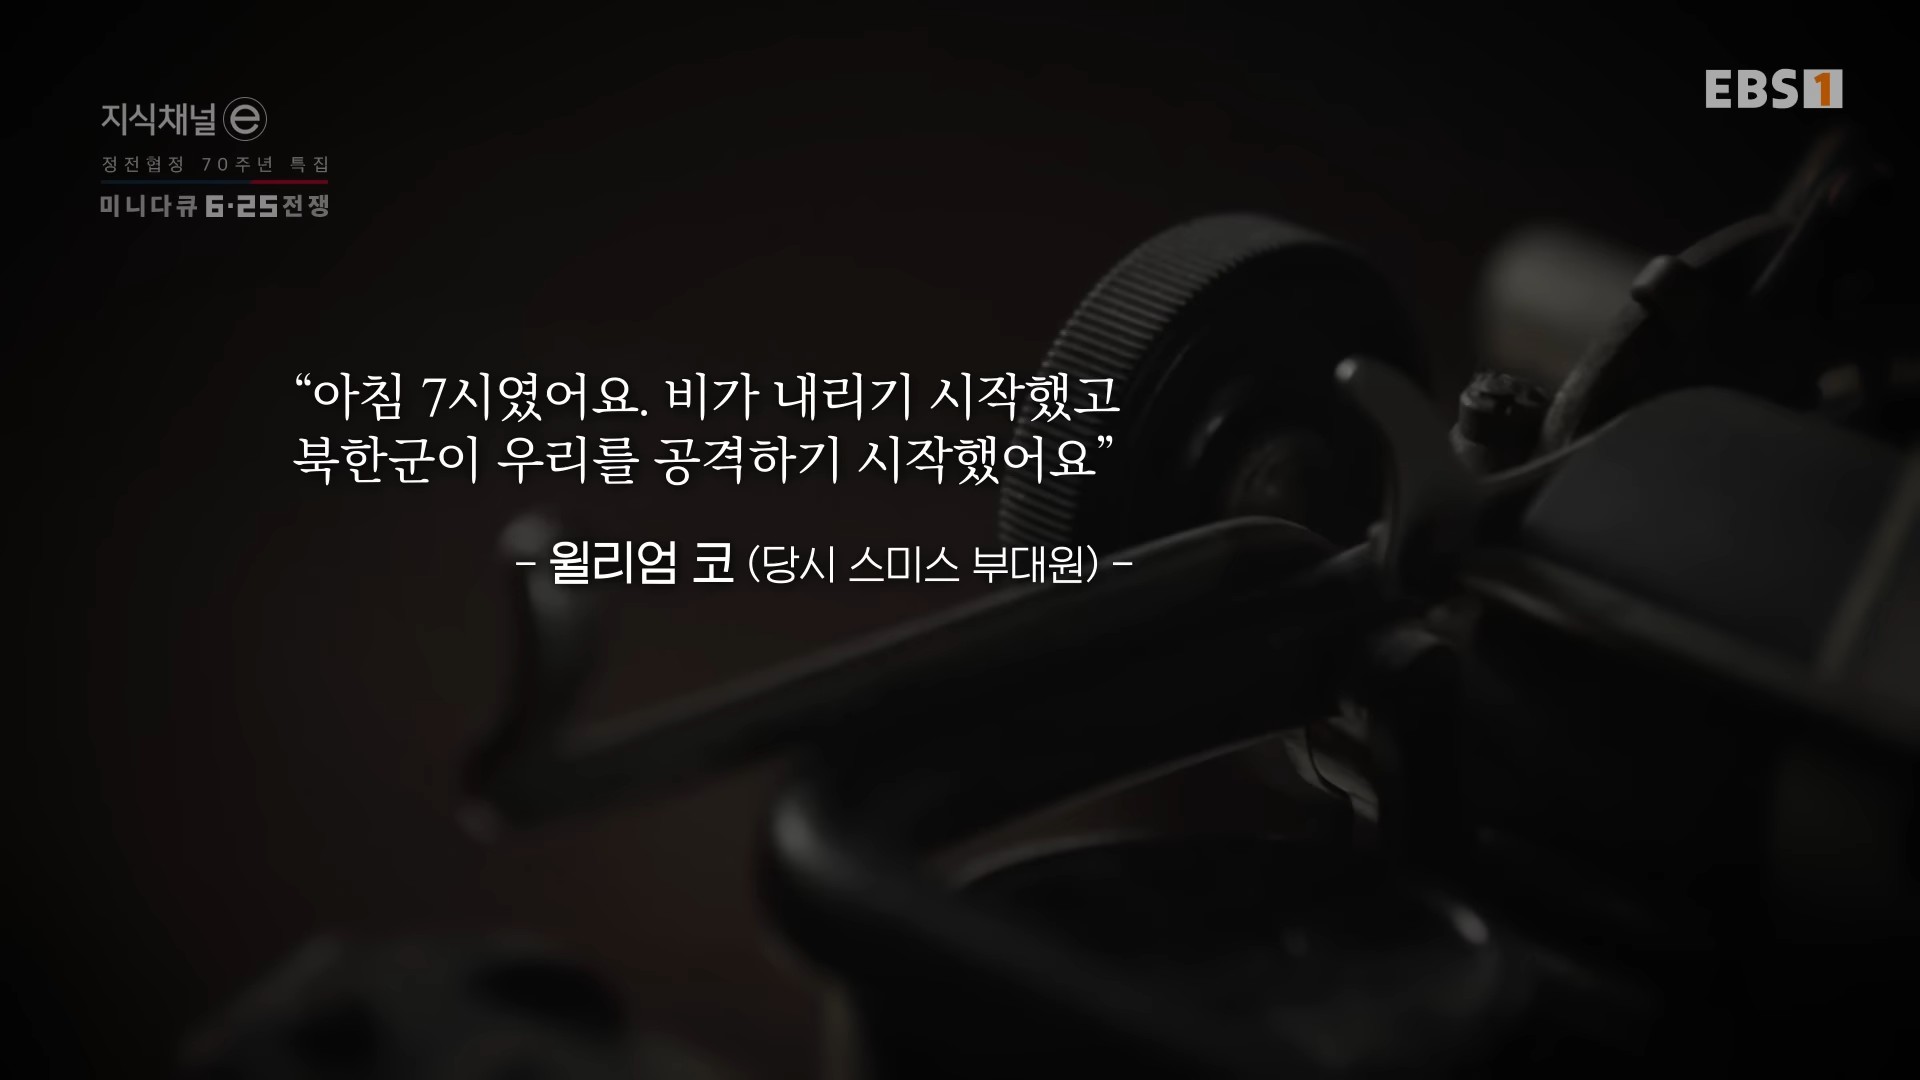 지식채널 e
정전협정 70주년 특집
미니다큐 6·25전쟁
EBS1
“아침 7시였어요. 비가 내리기 시작했고
북한군이 우리를 공격하기 시작했어요”
- 윌리엄 코 (당시 스미스 부대원) -